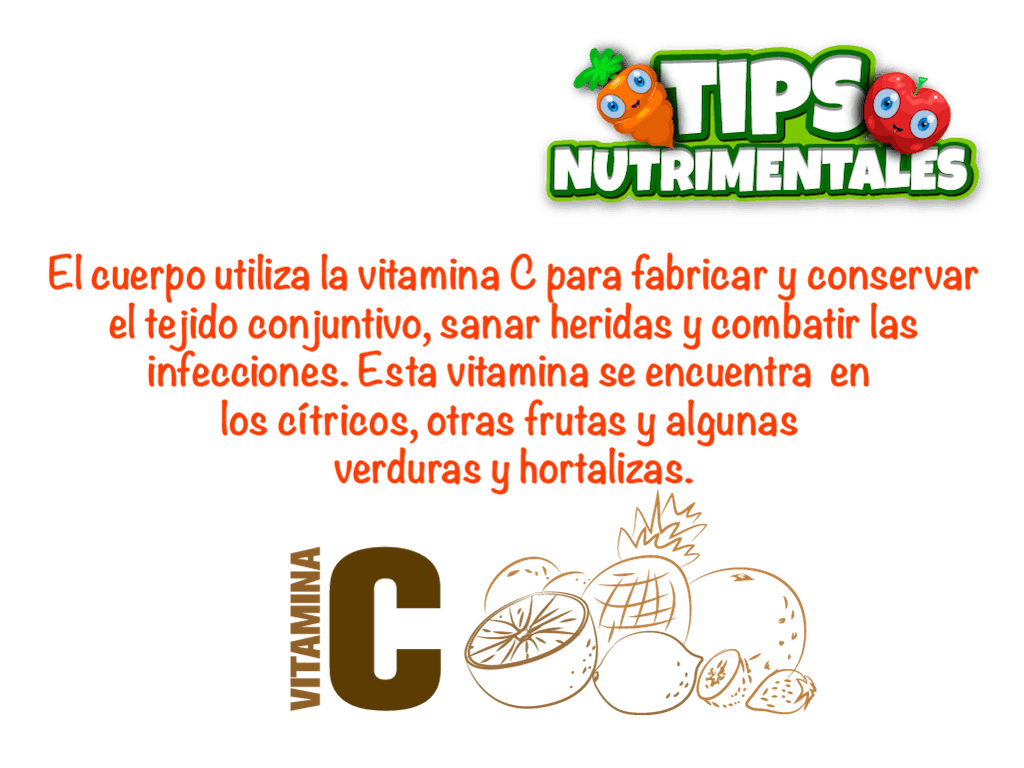 TIPS
NUTRIMENTALES
El cuerpo utiliza la vitamina C para fabricar y conservar
el tejido conjuntivo, sanar heridas y combatir las
infecciones. Esta vitamina se encuentra en
los cítricos, otras frutas y algunas
verduras y hortalizas.
VITAMINA
C